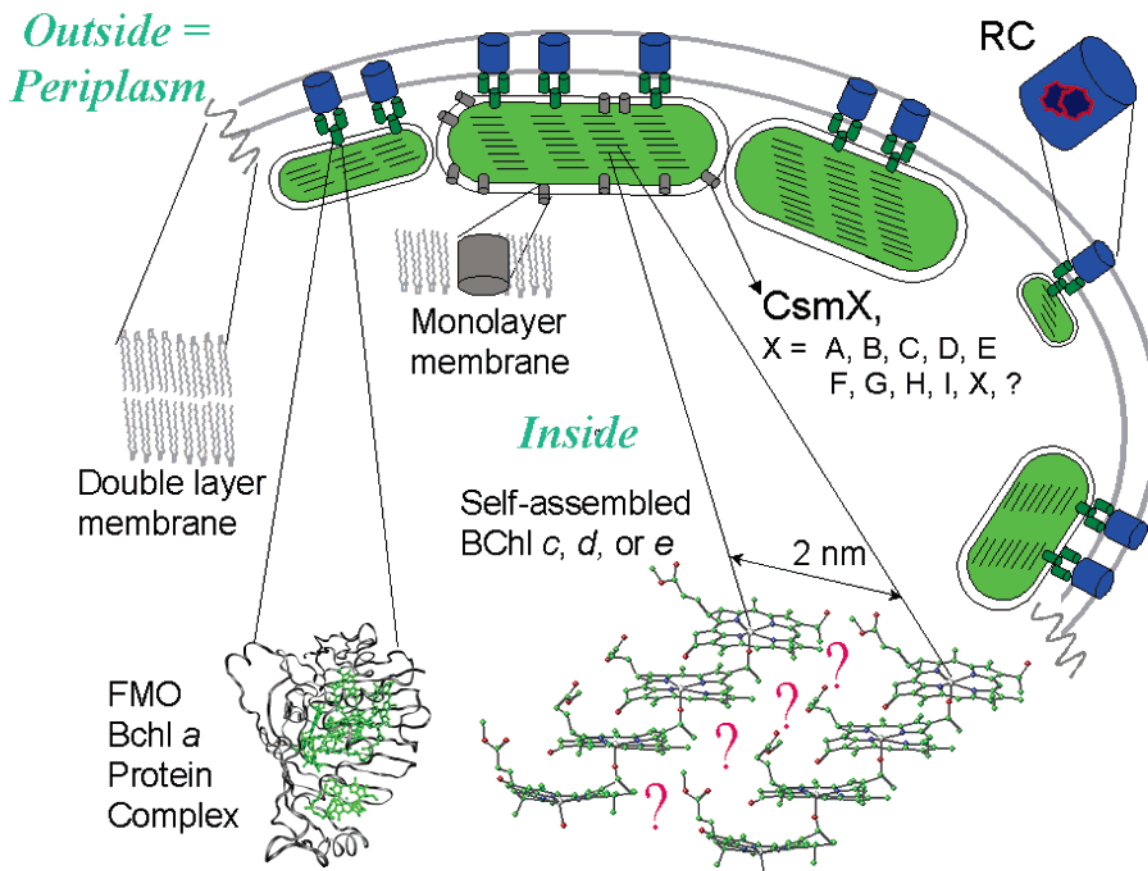 Outside =
Periplasm
RC
Monolayer
membrane
CsmX,
X = A, B, C, D, E
F, G, H, I, X, ?
Double layer
membrane
Inside
Self-assembled
BChl c, d, or e
2 nm
FMO
Bchl a
Protein
Complex
?
?
?
?